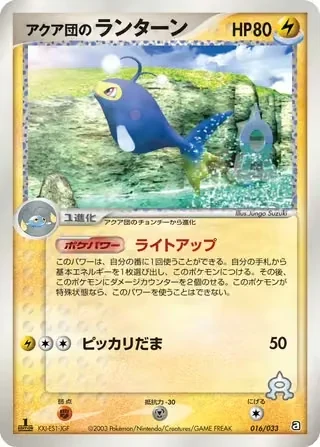 アクア団の ランターン HP80
Illus.Jungo Suzuki
1進化 アクア団のチョンチーから進化
ポケパワー ライトアップ
このパワーは、自分の番に1回使うことができる。自分の手札から
基本エネルギーを1枚選び出し、このポケモンにつける。その後、
このポケモンにダメージカウンターを2個のせる。このポケモンが
特殊状態なら、このパワーを使うことはできない。
ピッカリだま 50
弱点 抵抗力 -30 にげる
©2003 Pokémon/Nintendo/Creatures/GAME FREAK 016/033 a